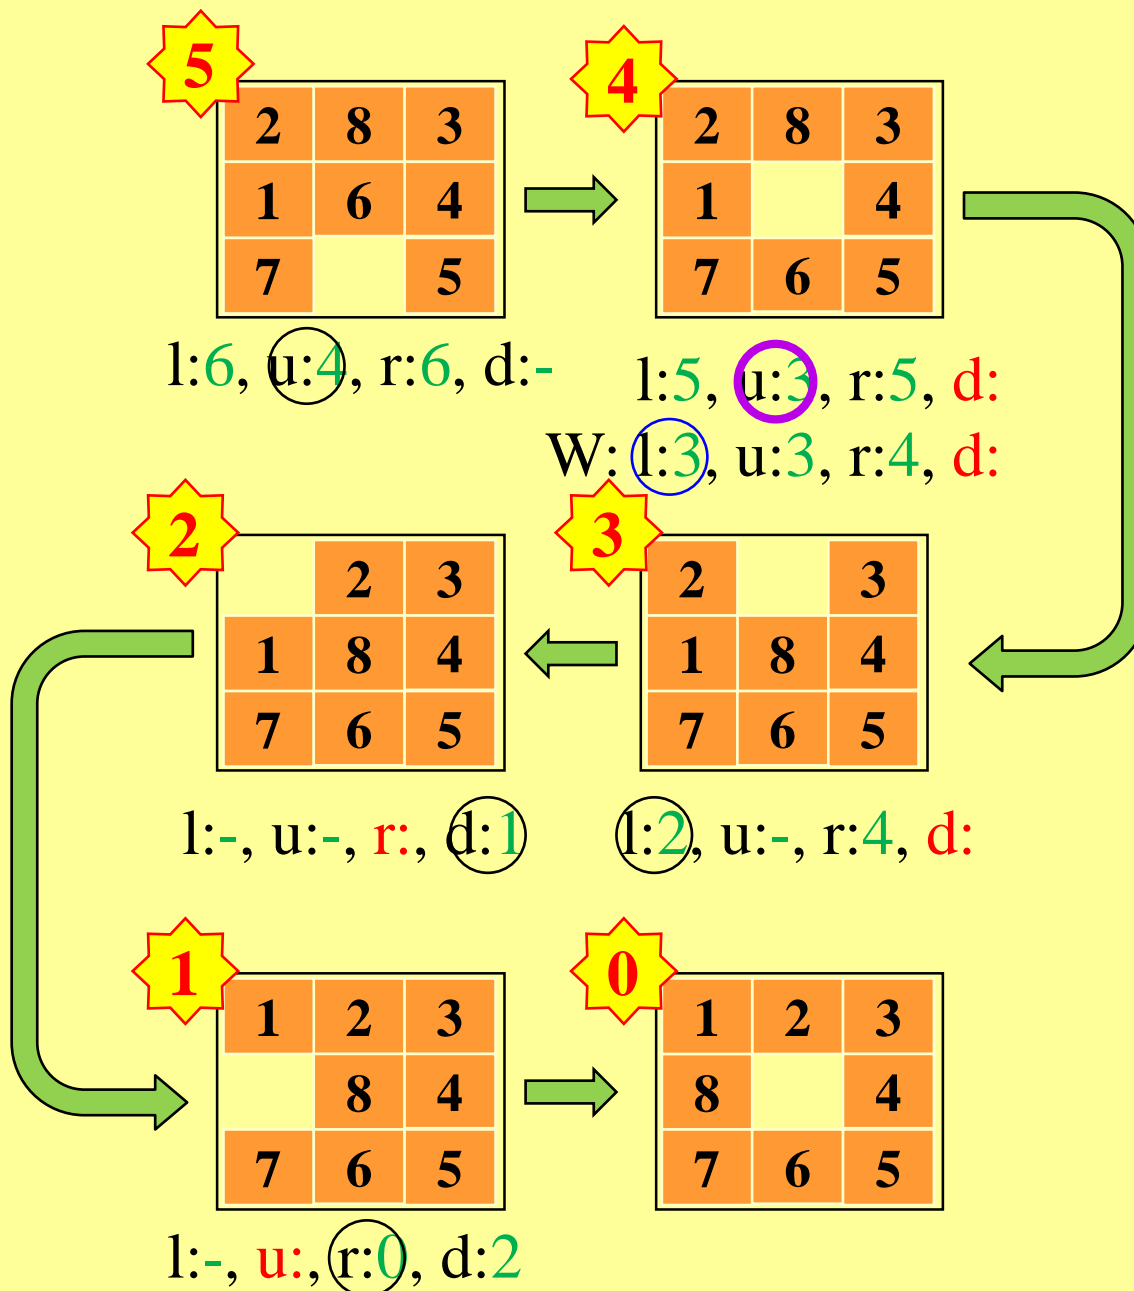 5
2 8 3
1 6 4
7 5
l:6, u:4, r:6, d:-
4
2 8 3
1 4
7 6 5
l:5, u:3, r:5, d:
W: l:3, u:3, r:4, d:
3
2 3
1 8 4
7 6 5
l:2, u:-, r:4, d:
2
2 3
1 8 4
7 6 5
l:-, u:-, r:, d:1
1
1 2 3
8 4
7 6 5
l:-, u:, r:0, d:2
0
1 2 3
8 4
7 6 5